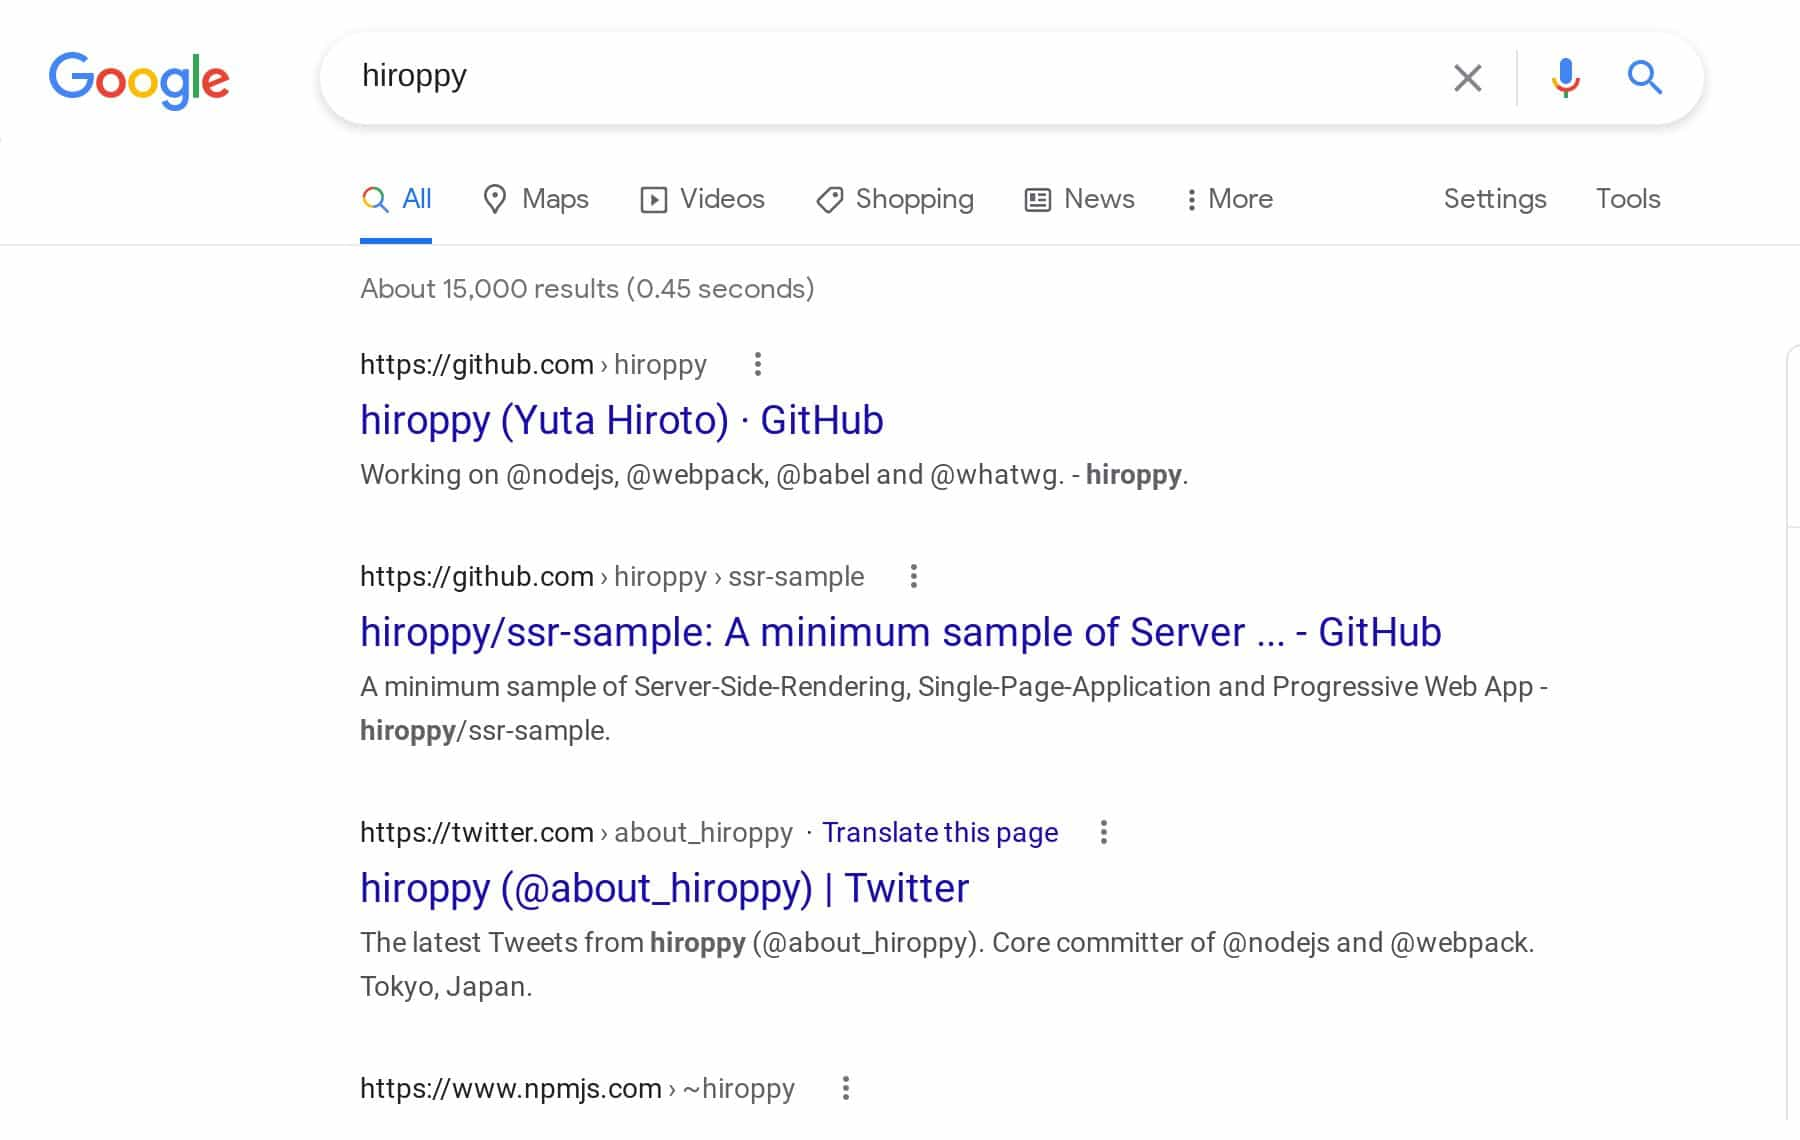 Google
hiroppy
All Maps Videos Shopping News More Settings Tools
About 15,000 results (0.45 seconds)
https://github.com › hiroppy
hiroppy (Yuta Hiroto) · GitHub
Working on @nodejs, @webpack, @babel and @whatwg. - hiroppy.
https://github.com › hiroppy › ssr-sample
hiroppy/ssr-sample: A minimum sample of Server ... - GitHub
A minimum sample of Server-Side-Rendering, Single-Page-Application and Progressive Web App -
hiroppy/ssr-sample.
https://twitter.com › about_hiroppy · Translate this page
hiroppy (@about_hiroppy) | Twitter
The latest Tweets from hiroppy (@about_hiroppy). Core committer of @nodejs and @webpack.
Tokyo, Japan.
https://www.npmjs.com › ~hiroppy